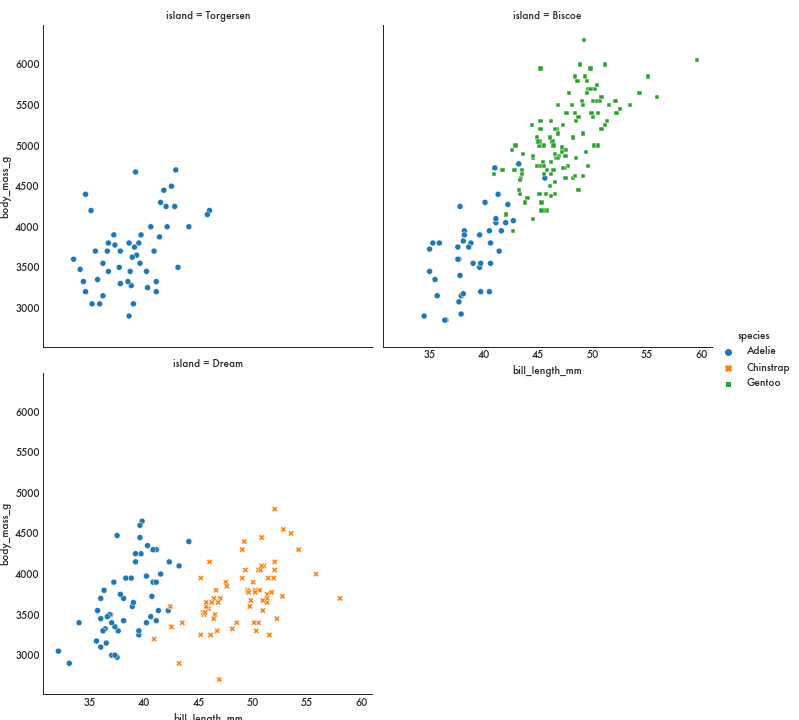 island = Torgersen
island = Biscoe
6000
5500
5000
4500
4000
3500
3000
body_mass_g
35 40 45 50 55 60
bill_length_mm
species
Adelie
Chinstrap
Gentoo
island = Dream
6000
5500
5000
4500
4000
3500
3000
body_mass_g
35 40 45 50 55 60
bill_length_mm